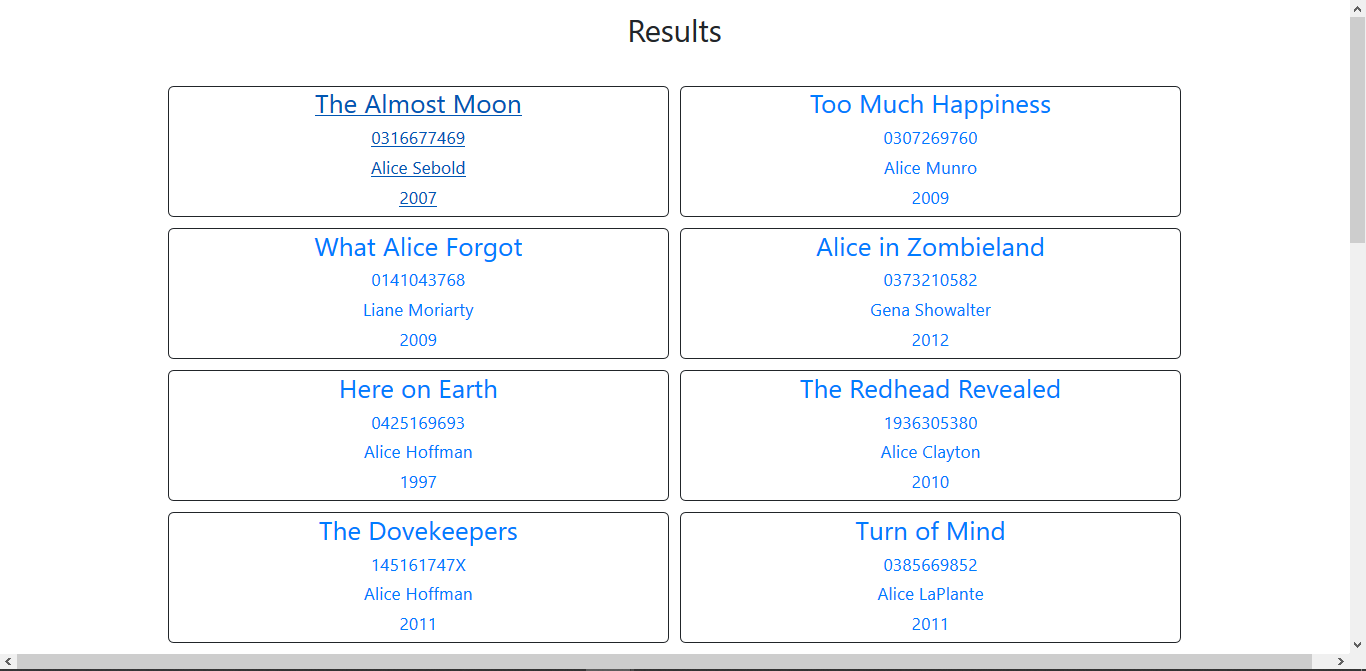 Results
The Almost Moon
0316677469
Alice Sebold
2007
Too Much Happiness
0307269760
Alice Munro
2009
What Alice Forgot
0141043768
Liane Moriarty
2009
Alice in Zombieland
0373210582
Gena Showalter
2012
Here on Earth
0425169693
Alice Hoffman
1997
The Redhead Revealed
1936305380
Alice Clayton
2010
The Dovekeepers
145161747X
Alice Hoffman
2011
Turn of Mind
0385669852
Alice LaPlante
2011